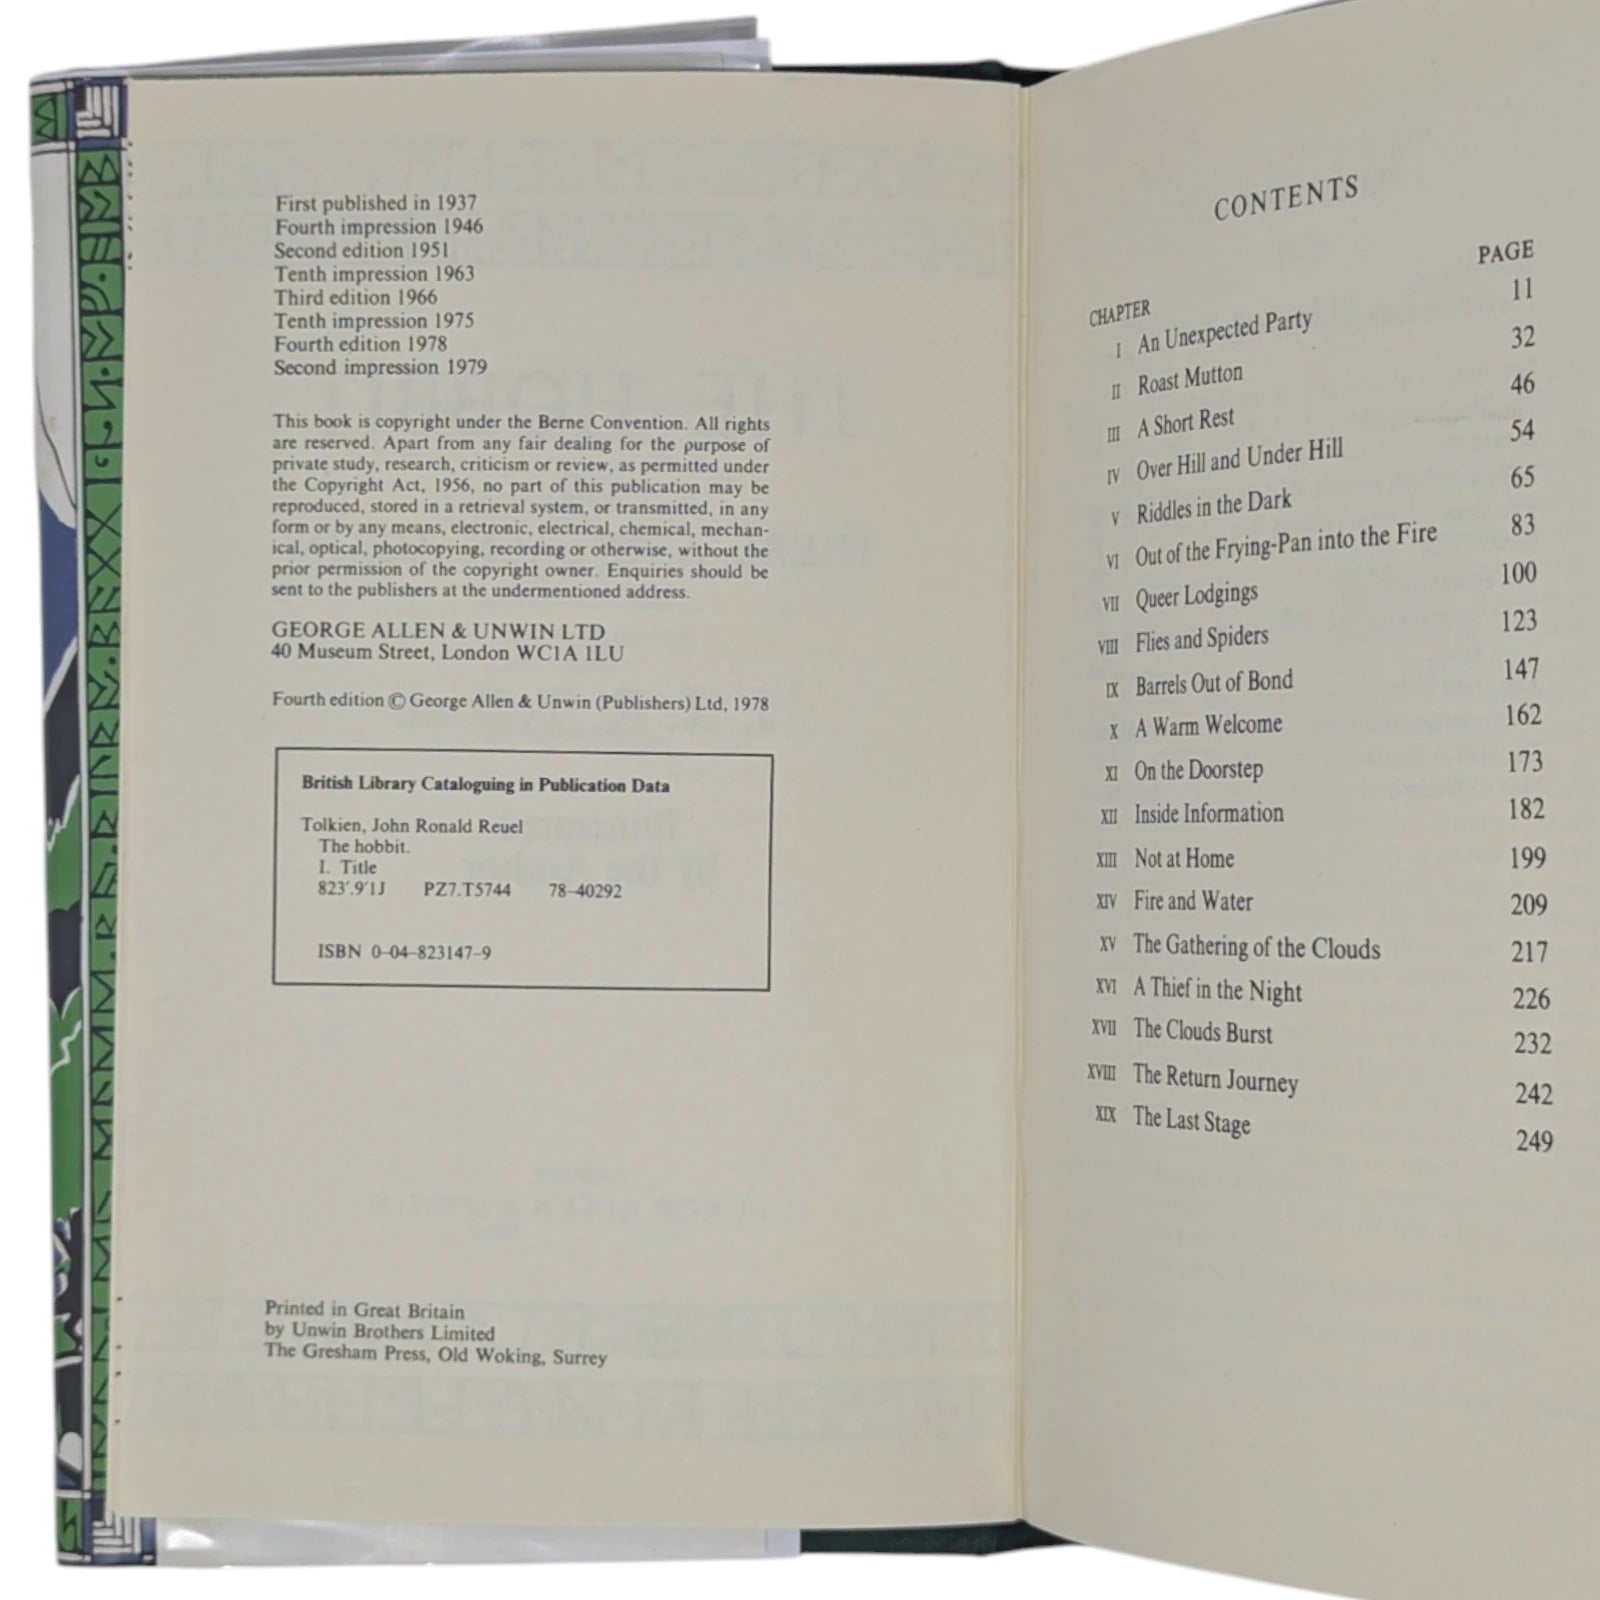 First published in 1937
Fourth impression 1946
Second edition 1951
Tenth impression 1963
Third edition 1966
Tenth impression 1975
Fourth edition 1978
Second impression 1979
This book is copyright under the Berne Convention. All rights
are reserved. Apart from any fair dealing for the purpose of
private study, research, criticism or review, as permitted under
the Copyright Act, 1956, no part of this publication may be
reproduced, stored in a retrieval system, or transmitted, in any
form or by any means, electronic, electrical, chemical, mechan-
ical, optical, photocopying, recording or otherwise, without the
prior permission of the copyright owner. Enquiries should be
sent to the publishers at the undermentioned address.
GEORGE ALLEN & UNWIN LTD
40 Museum Street, London WC1A 1LU
Fourth edition © George Allen & Unwin (Publishers) Ltd, 1978
British Library Cataloguing in Publication Data
Tolkien, John Ronald Reuel
The hobbit.
I. Title
823'.9'1J PZ7.T5744 78-40292
ISBN 0-04-823147-9
Printed in Great Britain
by Unwin Brothers Limited
The Gresham Press, Old Woking, Surrey
CONTENTS
CHAPTER PAGE
I An Unexpected Party 11
II Roast Mutton 32
III A Short Rest 46
IV Over Hill and Under Hill 54
V Riddles in the Dark 65
VI Out of the Frying-Pan into the Fire 83
VII Queer Lodgings 100
VIII Flies and Spiders 123
IX Barrels Out of Bond 147
X A Warm Welcome 162
XI On the Doorstep 173
XII Inside Information 182
XIII Not at Home 199
XIV Fire and Water 209
XV The Gathering of the Clouds 217
XVI A Thief in the Night 226
XVII The Clouds Burst 232
XVIII The Return Journey 242
XIX The Last Stage 249